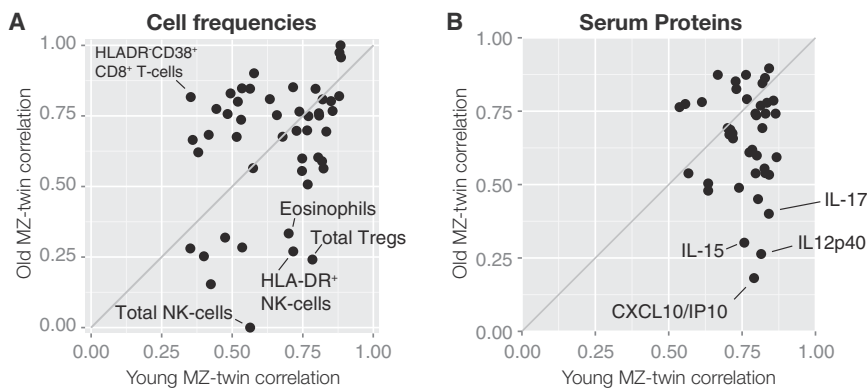 A
Cell frequencies
Old MZ-twin correlation
1.00
0.75
0.50
0.25
0.00
HLADR⁻CD38⁺
CD8⁺ T-cells
Eosinophils
Total Tregs
HLA-DR⁺
NK-cells
Total NK-cells
0.00 0.25 0.50 0.75 1.00
Young MZ-twin correlation
B
Serum Proteins
Old MZ-twin correlation
1.00
0.75
0.50
0.25
0.00
IL-17
IL-15
IL12p40
CXCL10/IP10
0.00 0.25 0.50 0.75 1.00
Young MZ-twin correlation